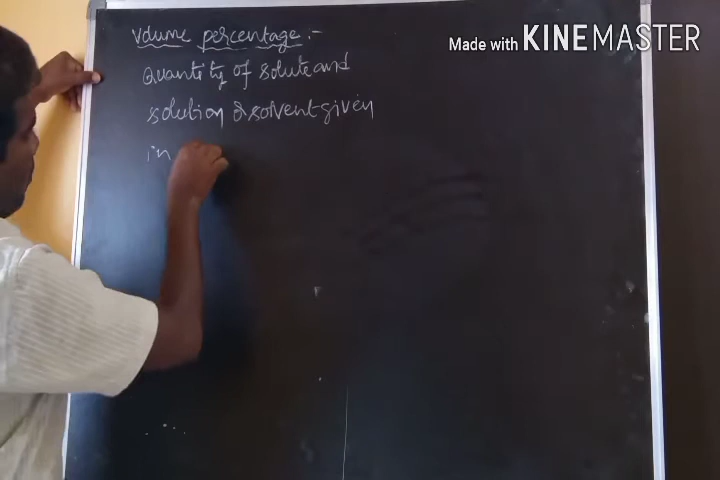 Volume percentage :-
Made with KINEMASTER
Quantity of solute and
solution & solvent given
in